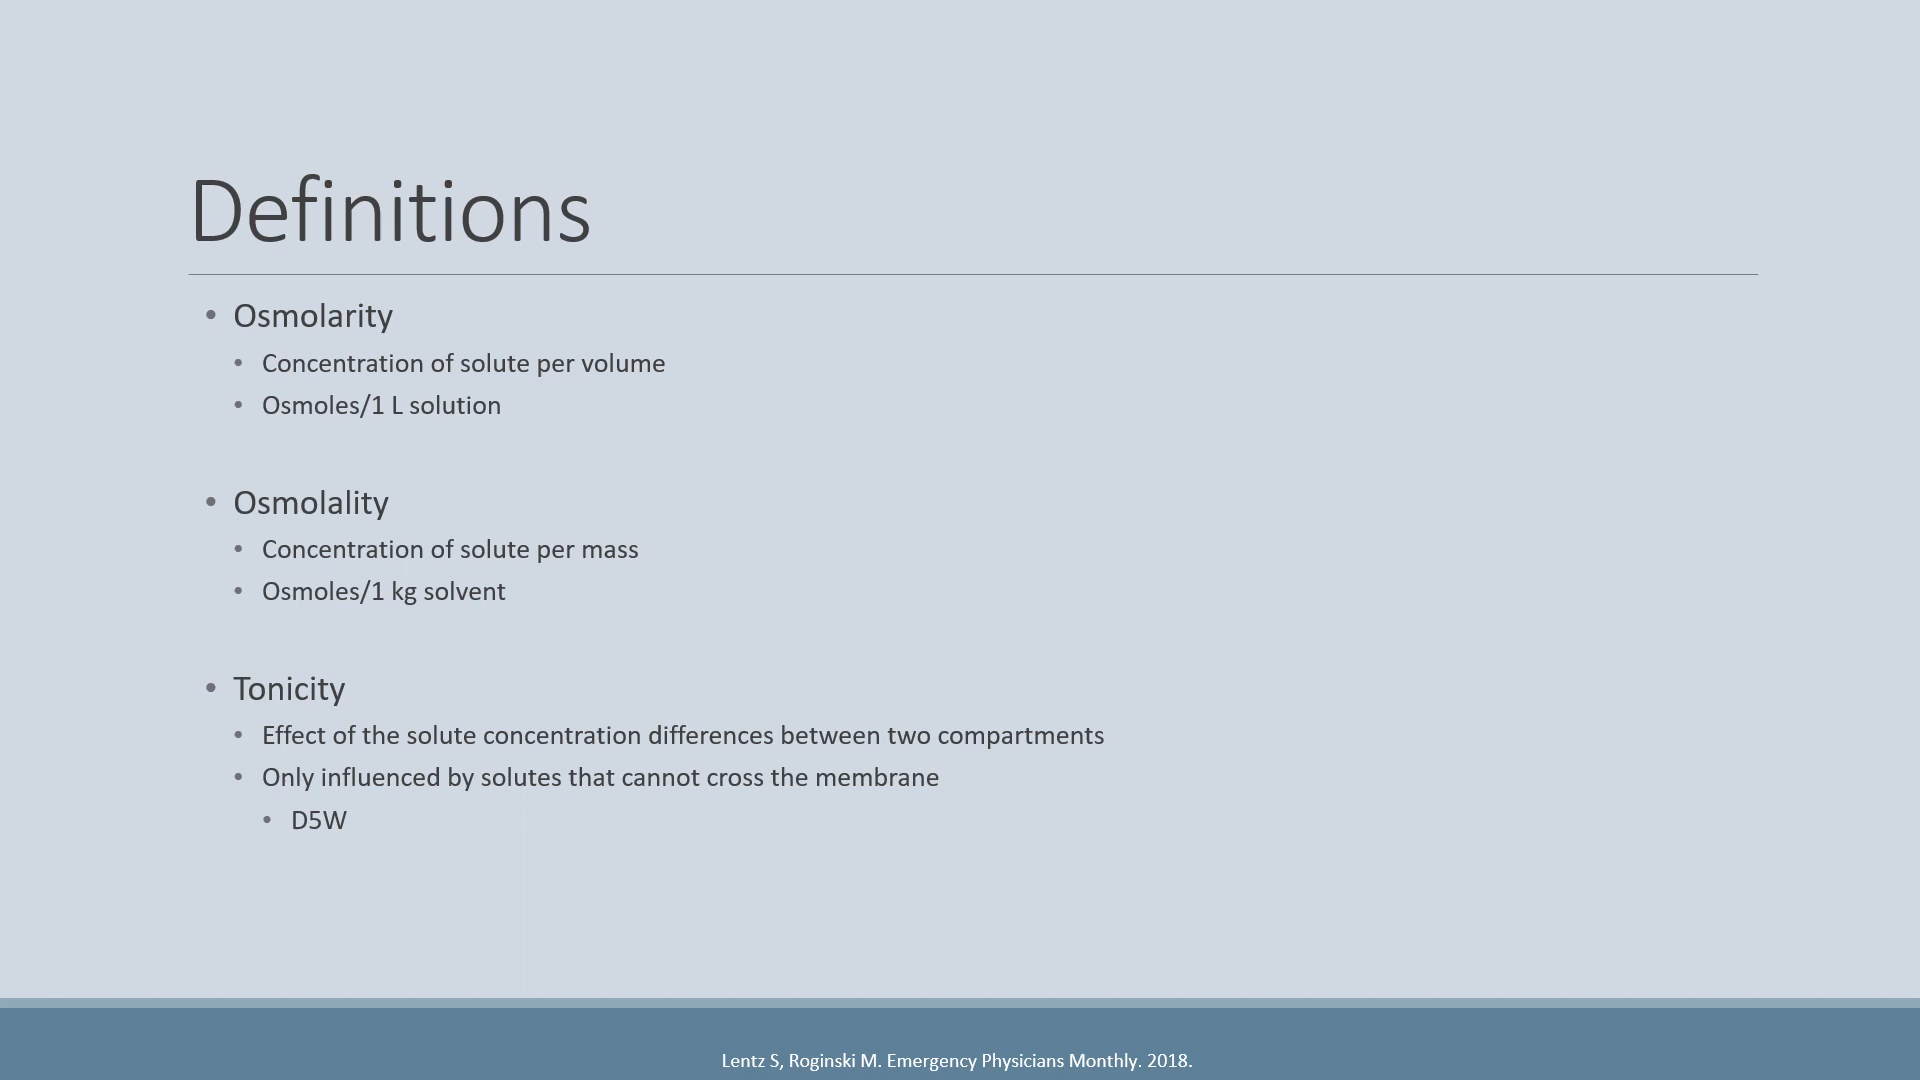 Definitions
• Osmolarity
• Concentration of solute per volume
• Osmoles/1 L solution
• Osmolality
• Concentration of solute per mass
• Osmoles/1 kg solvent
• Tonicity
• Effect of the solute concentration differences between two compartments
• Only influenced by solutes that cannot cross the membrane
• D5W
Lentz S, Roginski M. Emergency Physicians Monthly. 2018.